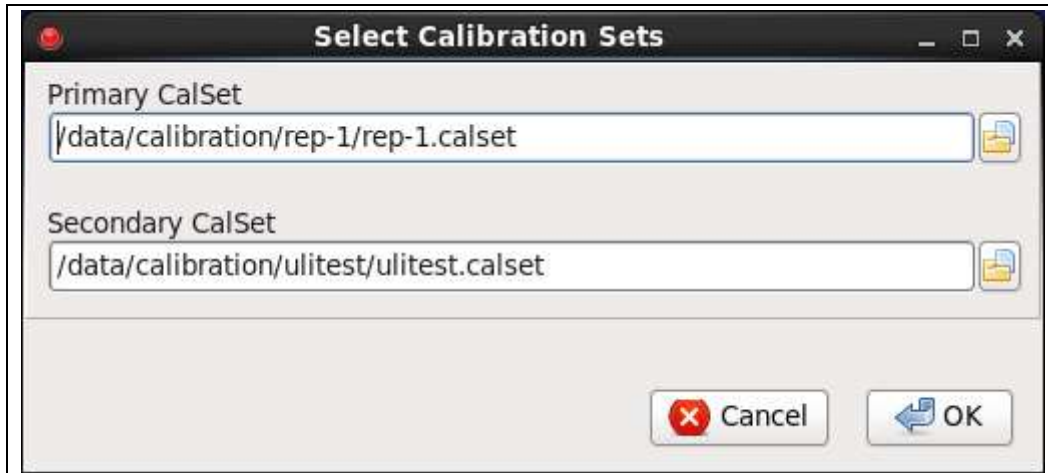 Select Calibration Sets
Primary CalSet
/data/calibration/rep-1/rep-1.calset
Secondary CalSet
/data/calibration/ulitest/ulitest.calset
Cancel
OK